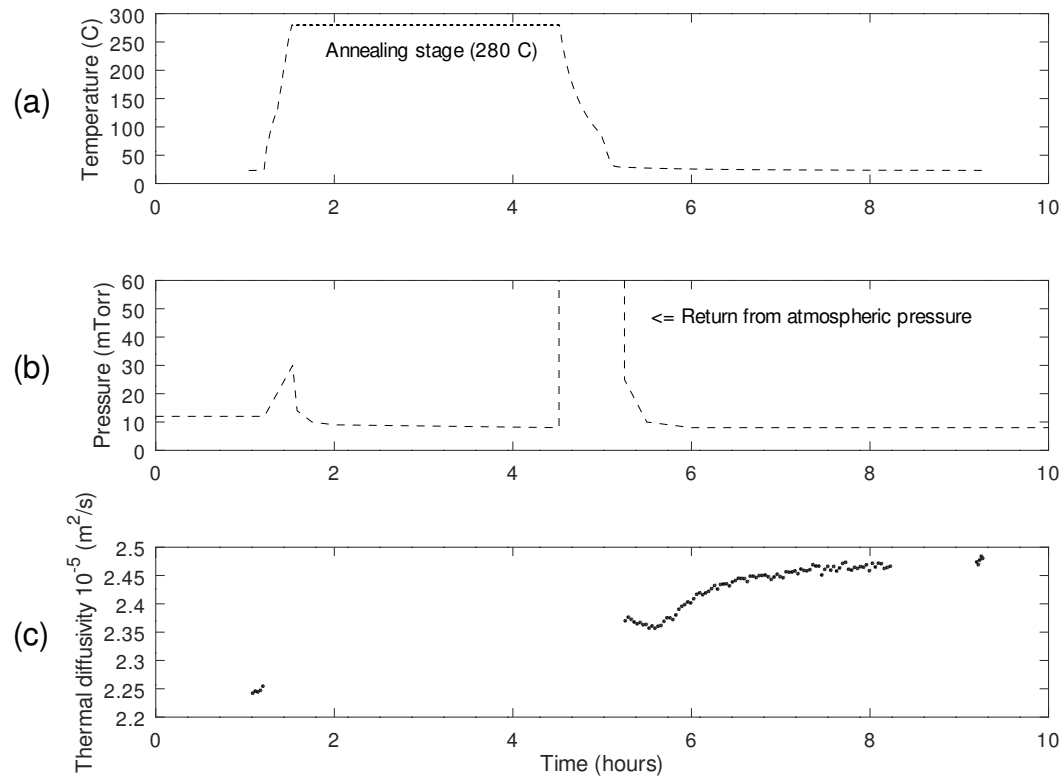 (a)
Temperature (C)
300
250
200
150
100
50
0
Annealing stage (280 C)
0 2 4 6 8 10
(b)
Pressure (mTorr)
60
50
40
30
20
10
0
<= Return from atmospheric pressure
0 2 4 6 8 10
(c)
Thermal diffusivity 10^-5 (m^2/s)
2.5
2.45
2.4
2.35
2.3
2.25
2.2
0 2 4 6 8 10
Time (hours)